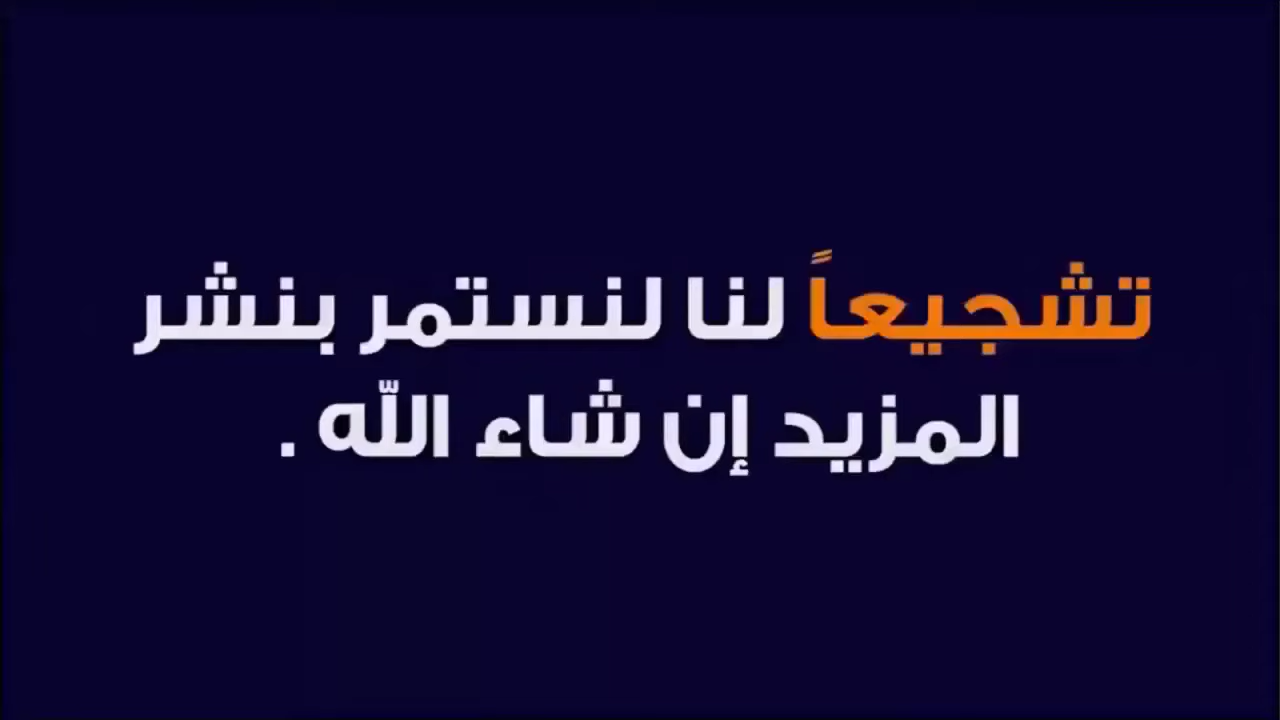 تشجيعاً لنا لنستمر بنشر
المزيد إن شاء اللّه .